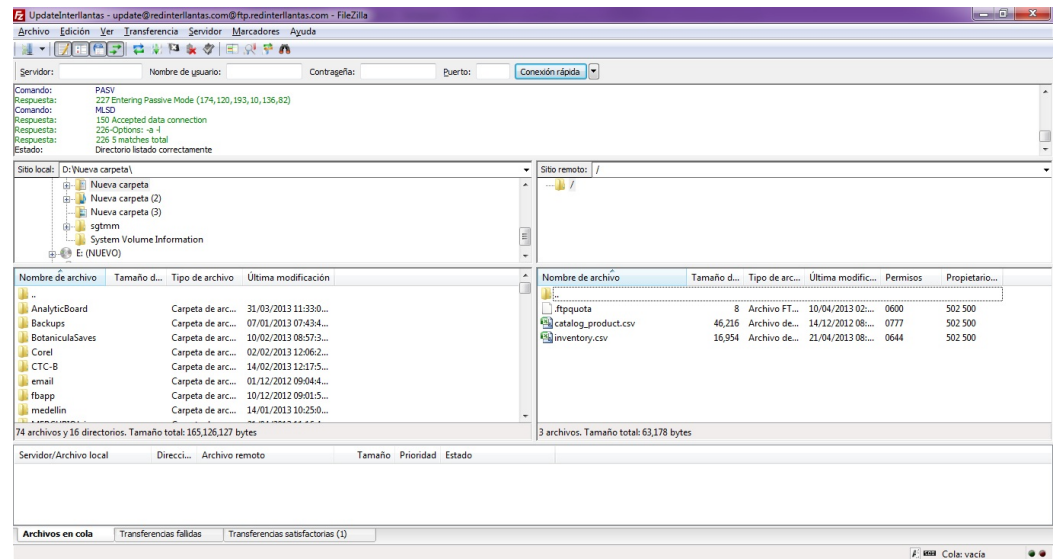 UpdateInterllantas - update@redinterllantas.com@ftp.redinterllantas.com - FileZilla
Archivo Edición Ver Transferencia Servidor Marcadores Ayuda
Servidor: Nombre de usuario: Contraseña: Puerto: Conexión rápida
Comando: PASV
Respuesta: 227 Entering Passive Mode (174,120,193,10,136,82)
Comando: MLSD
Respuesta: 150 Accepted data connection
Respuesta: 226-Options: -a -l
Respuesta: 226 5 matches total
Estado: Directorio listado correctamente
Sitio local: D:\Nueva carpeta\
Nueva carpeta
Nueva carpeta (2)
Nueva carpeta (3)
sgtmm
System Volume Information
E: (NUEVO)
Sitio remoto: /
/
Nombre de archivo Tamaño d... Tipo de archivo Última modificación
..
AnalyticBoard Carpeta de arc... 31/03/2013 11:33:0...
Backups Carpeta de arc... 07/01/2013 07:43:4...
BotaniculaSaves Carpeta de arc... 10/02/2013 08:57:3...
Corel Carpeta de arc... 02/02/2013 12:06:2...
CTC-B Carpeta de arc... 14/02/2013 12:17:5...
email Carpeta de arc... 01/12/2012 09:04:4...
fbapp Carpeta de arc... 10/12/2012 09:01:5...
medellin Carpeta de arc... 14/01/2013 10:25:0...
74 archivos y 16 directorios. Tamaño total: 165,126,127 bytes
Nombre de archivo Tamaño d... Tipo de arc... Última modific... Permisos Propietario...
..
.ftpquota 8 Archivo FT... 10/04/2013 02:... 0600 502 500
catalog_product.csv 46,216 Archivo de... 14/12/2012 08:... 0777 502 500
inventory.csv 16,954 Archivo de... 21/04/2013 08:... 0644 502 500
3 archivos. Tamaño total: 63,178 bytes
Servidor/Archivo local Direcci... Archivo remoto Tamaño Prioridad Estado
Archivos en cola Transferencias fallidas Transferencias satisfactorias (1)
Cola: vacía